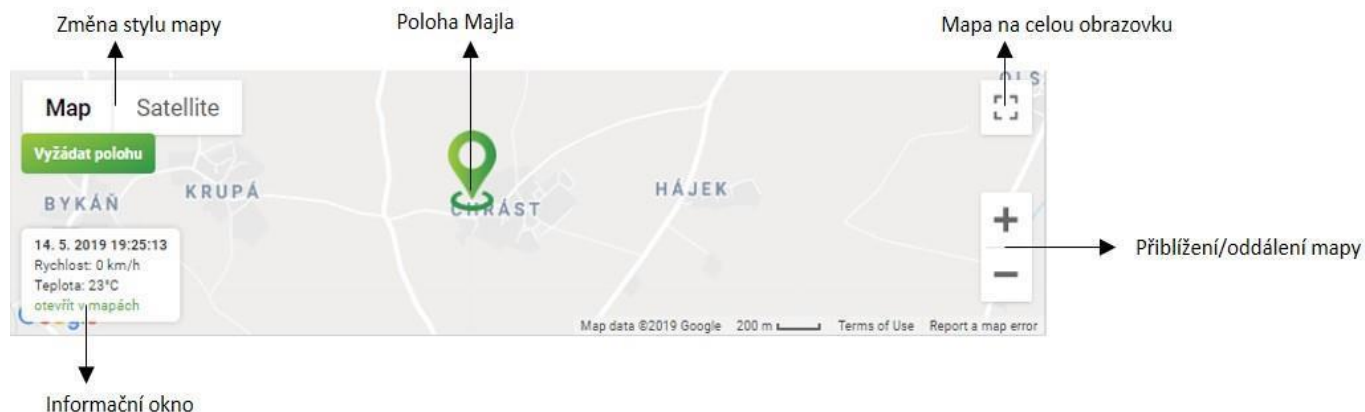 Změna stylu mapy
Poloha Majla
Mapa na celou obrazovku
Map
Satellite
Vyžádat polohu
BYKÁŇ
KRUPÁ
CHRÁST
HÁJEK
14. 5. 2019 19:25:13
Rychlost: 0 km/h
Teplota: 23°C
otevřít v mapách
Přiblížení/oddálení mapy
Map data ©2019 Google
200 m
Terms of Use
Report a map error
Informační okno